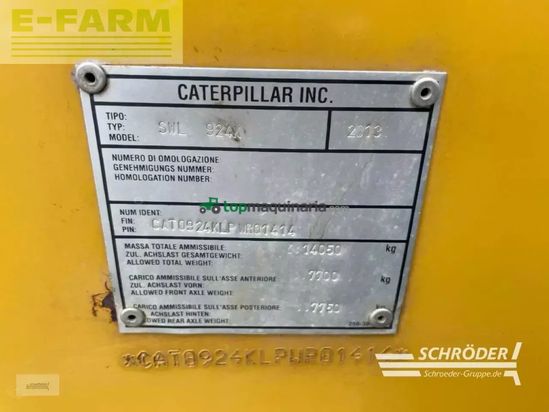 E-FARM
CATERPILLAR INC.
TIPO:
TYP: SWL 924K 2013
MODEL:
NUMERO DI OMOLOGAZIONE:
GENEHMIGUNGS NUMMER:
HOMOLOGATION NUMBER:
topmaquinaria.com
NUM IDENT:
FIN: CAT0924KLPWR01414
PIN:
MASSA TOTALE AMMISSIBILE: 14050 kg
ZUL. ACHSLAST GESAMTGEWICHT:
ALLOWED TOTAL WEIGHT:
CARICO AMMISSIBILE SULL'ASSE ANTERIORE 7700 kg
ZUL. ACHSLAST VORN:
ALLOWED FRONT AXLE WEIGHT:
CARICO AMMISSIBILE SULL'ASSE POSTERIORE 7750 kg
ZUL. ACHSLAST HINTEN:
ALLOWED REAR AXLE WEIGHT:
*CAT0924KLPWR01414*
SCHRÖDER
Schroeder-Gruppe.de